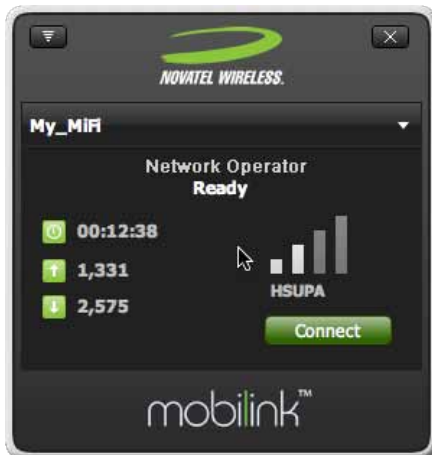 NOVATEL WIRELESS.
My_MiFi
Network Operator
Ready
00:12:38
1,331
2,575
HSUPA
Connect
mobilink™